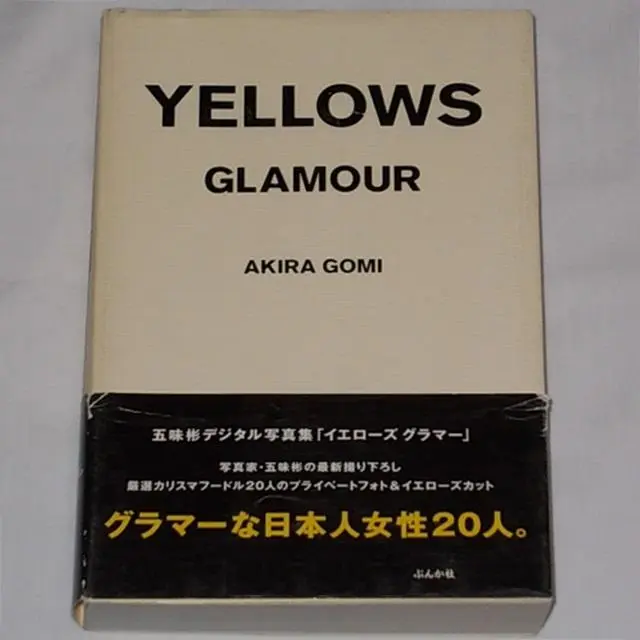 YELLOWS
GLAMOUR
AKIRA GOMI
五味彬デジタル写真集「イエローズ グラマー」
写真家・五味彬の最新撮り下ろし
厳選カリスマフードル20人のプライベートフォト＆イエローズカット
グラマーな日本人女性20人。
ぶんか社